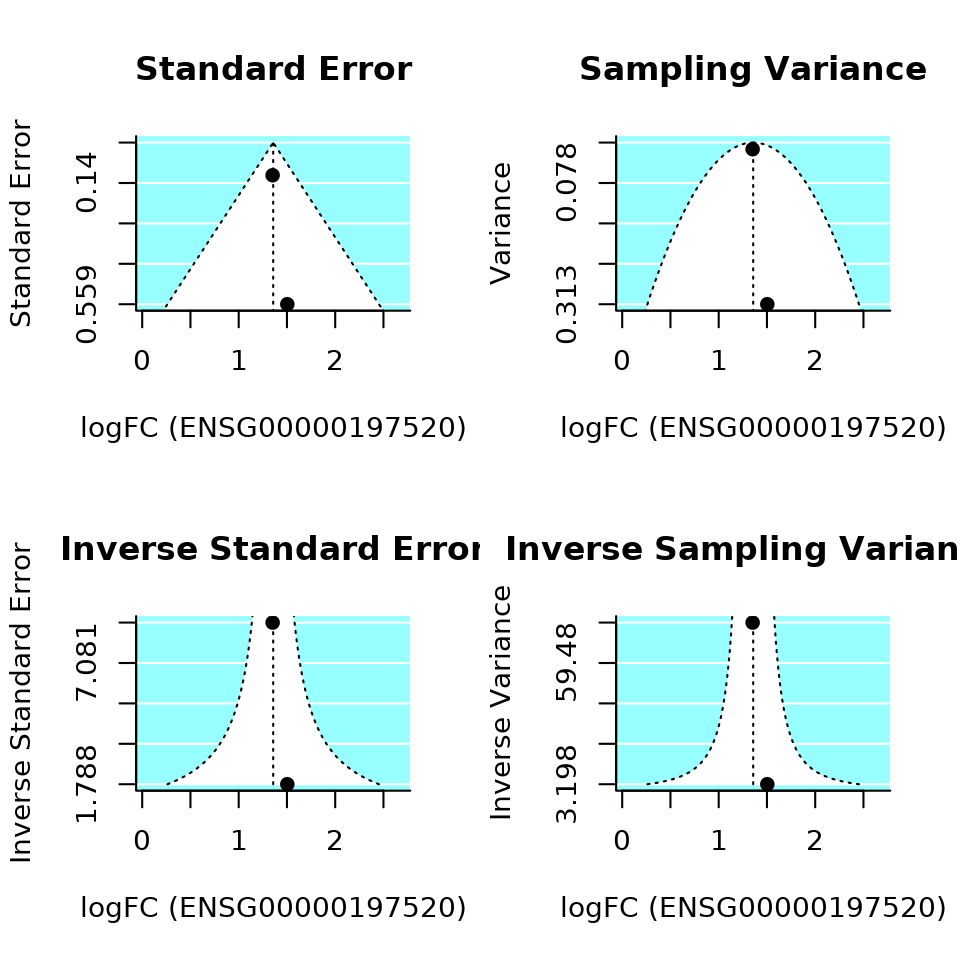 Standard Error
Standard Error
0.14
0.559
0 1 2
logFC (ENSG00000197520)
Sampling Variance
Variance
0.078
0.313
0 1 2
logFC (ENSG00000197520)
Inverse Standard Error
Inverse Standard Error
7.081
1.788
0 1 2
logFC (ENSG00000197520)
Inverse Sampling Varian
Inverse Variance
59.48
3.198
0 1 2
logFC (ENSG00000197520)